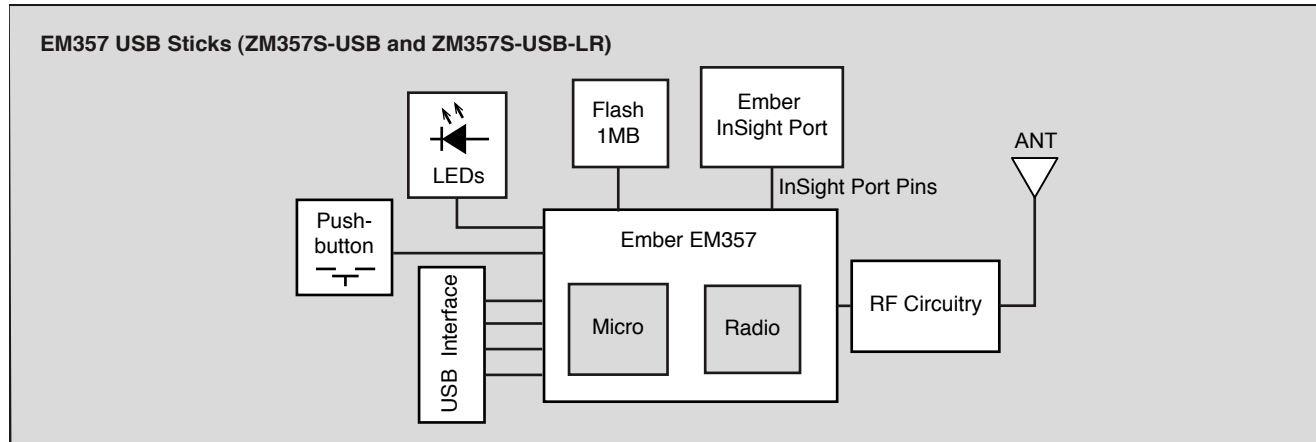 EM357 USB Sticks (ZM357S-USB and ZM357S-USB-LR)
LEDs
Flash
1MB
Ember
InSight Port
ANT
InSight Port Pins
Push-
button
Ember EM357
USB Interface
Micro
Radio
RF Circuitry